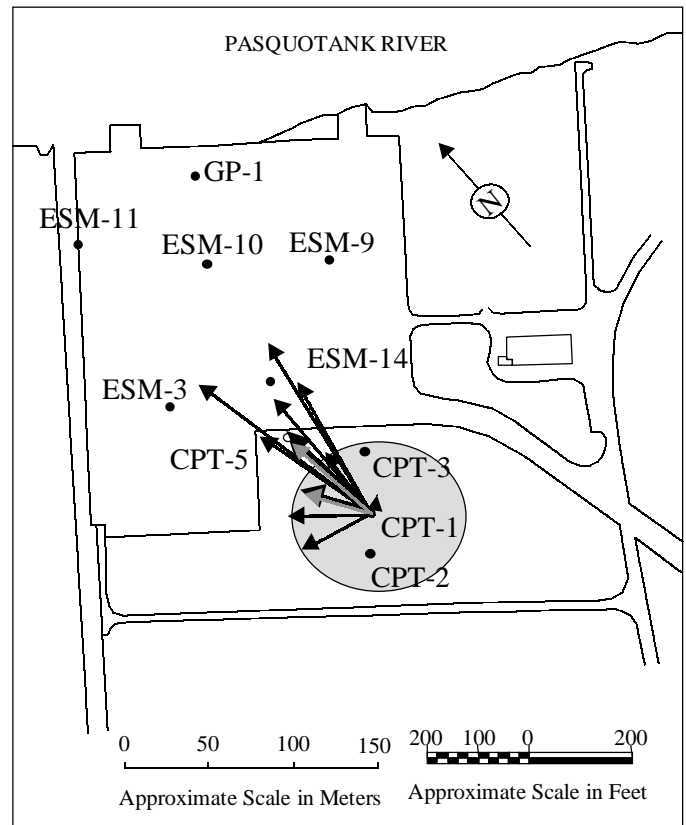 PASQUOTANK RIVER
GP-1
N
ESM-11
ESM-10
ESM-9
ESM-14
ESM-3
CPT-5
CPT-3
CPT-1
CPT-2
0 50 100 150
Approximate Scale in Meters
200 100 0 200
Approximate Scale in Feet